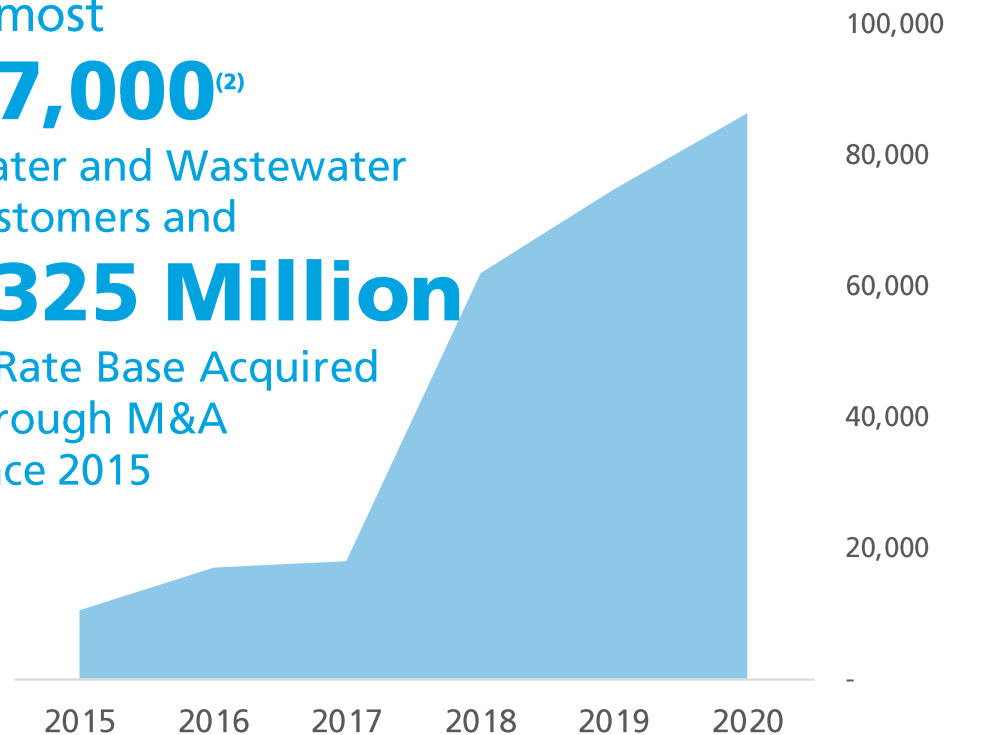 most
7,000(2)
ater and Wastewater
stomers and
325 Million
Rate Base Acquired
rough M&A
ce 2015
100,000
80,000
60,000
40,000
20,000
-
2015 2016 2017 2018 2019 2020